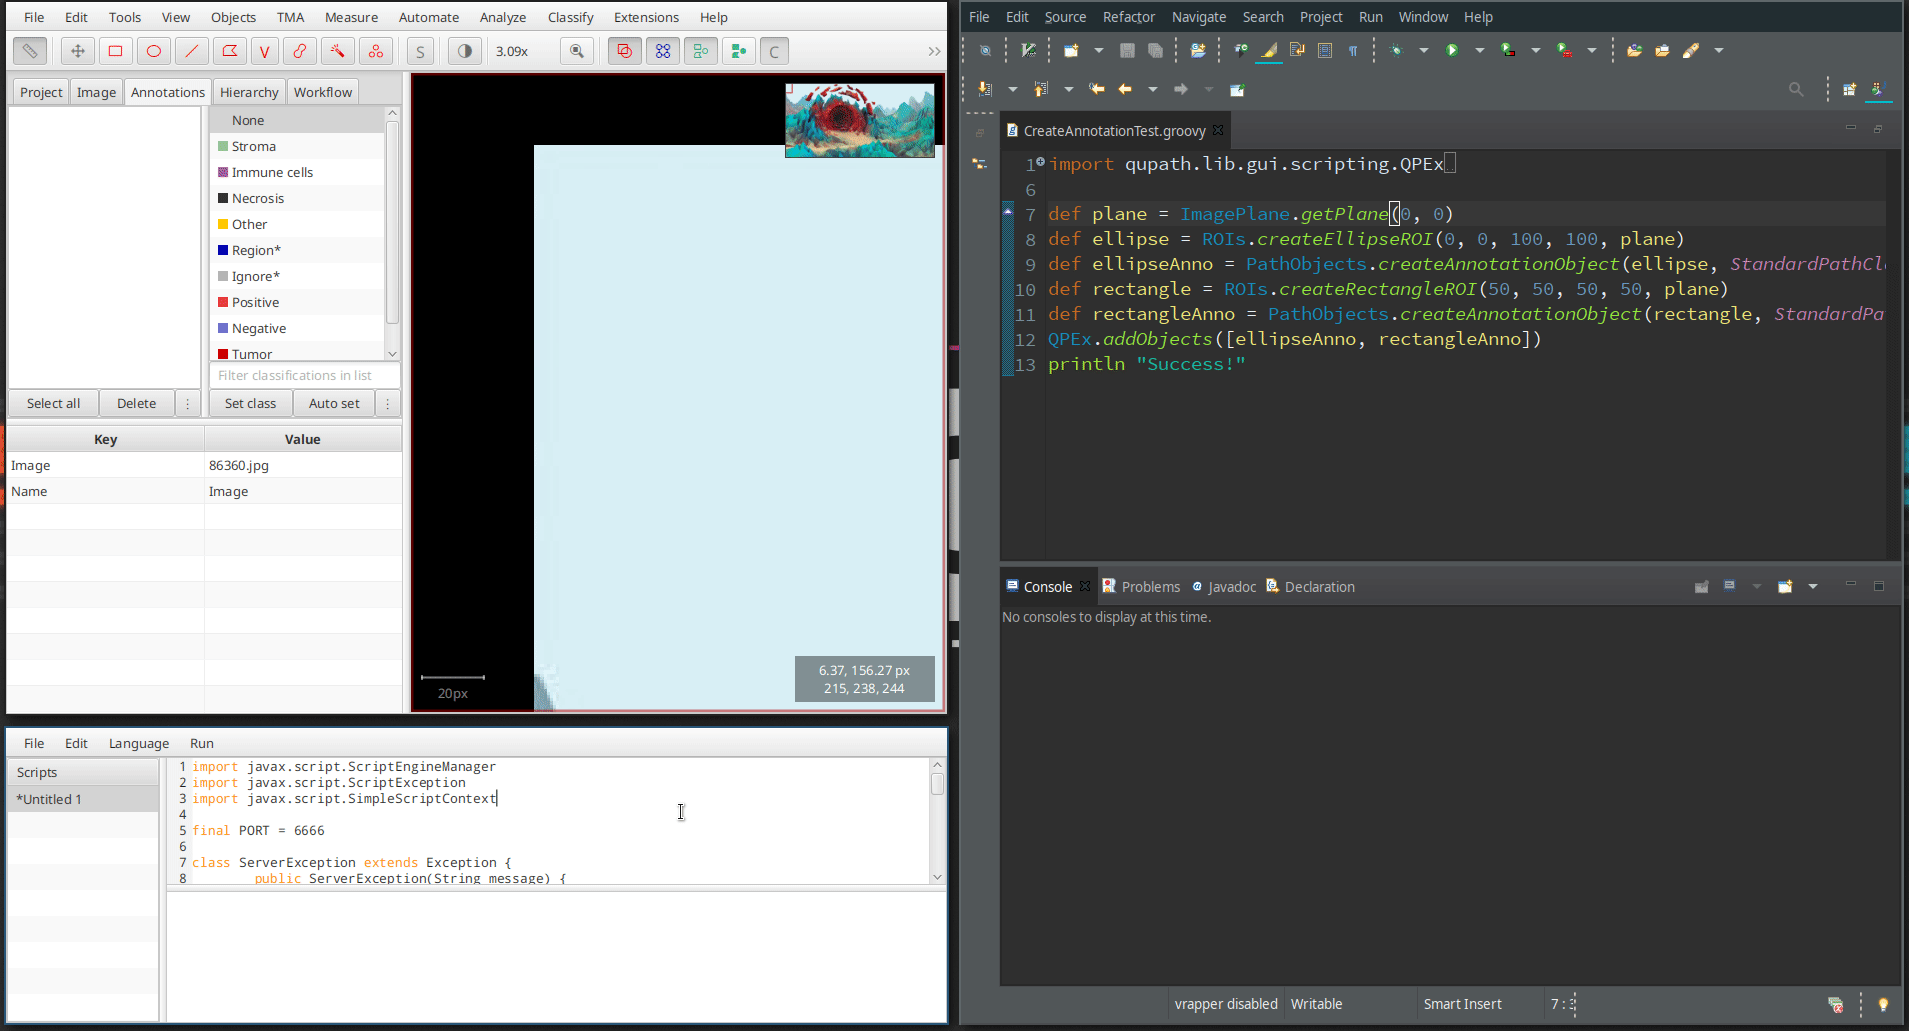 File Edit Tools View Objects TMA Measure Automate Analyze Classify Extensions Help
S 3.09x C
Project Image Annotations Hierarchy Workflow
None
Stroma
Immune cells
Necrosis
Other
Region*
Ignore*
Positive
Negative
Tumor
Filter classifications in list
Select all Delete Set class Auto set
Key Value
Image 86360.jpg
Name Image
20px
6.37, 156.27 px
215, 238, 244
File Edit Language Run
Scripts
*Untitled 1
1 import javax.script.ScriptEngineManager
2 import javax.script.ScriptException
3 import javax.script.SimpleScriptContext
4
5 final PORT = 6666
6
7 class ServerException extends Exception {
8 public ServerException(String message) {
File Edit Source Refactor Navigate Search Project Run Window Help
CreateAnnotationTest.groovy
1 import qupath.lib.gui.scripting.QPEx
6
7 def plane = ImagePlane.getPlane(0, 0)
8 def ellipse = ROIs.createEllipseROI(0, 0, 100, 100, plane)
9 def ellipseAnno = PathObjects.createAnnotationObject(ellipse, StandardPathCl
10 def rectangle = ROIs.createRectangleROI(50, 50, 50, 50, plane)
11 def rectangleAnno = PathObjects.createAnnotationObject(rectangle, StandardPa
12 QPEx.addObjects([ellipseAnno, rectangleAnno])
13 println "Success!"
Console Problems Javadoc Declaration
No consoles to display at this time.
vrapper disabled Writable Smart Insert 7 :